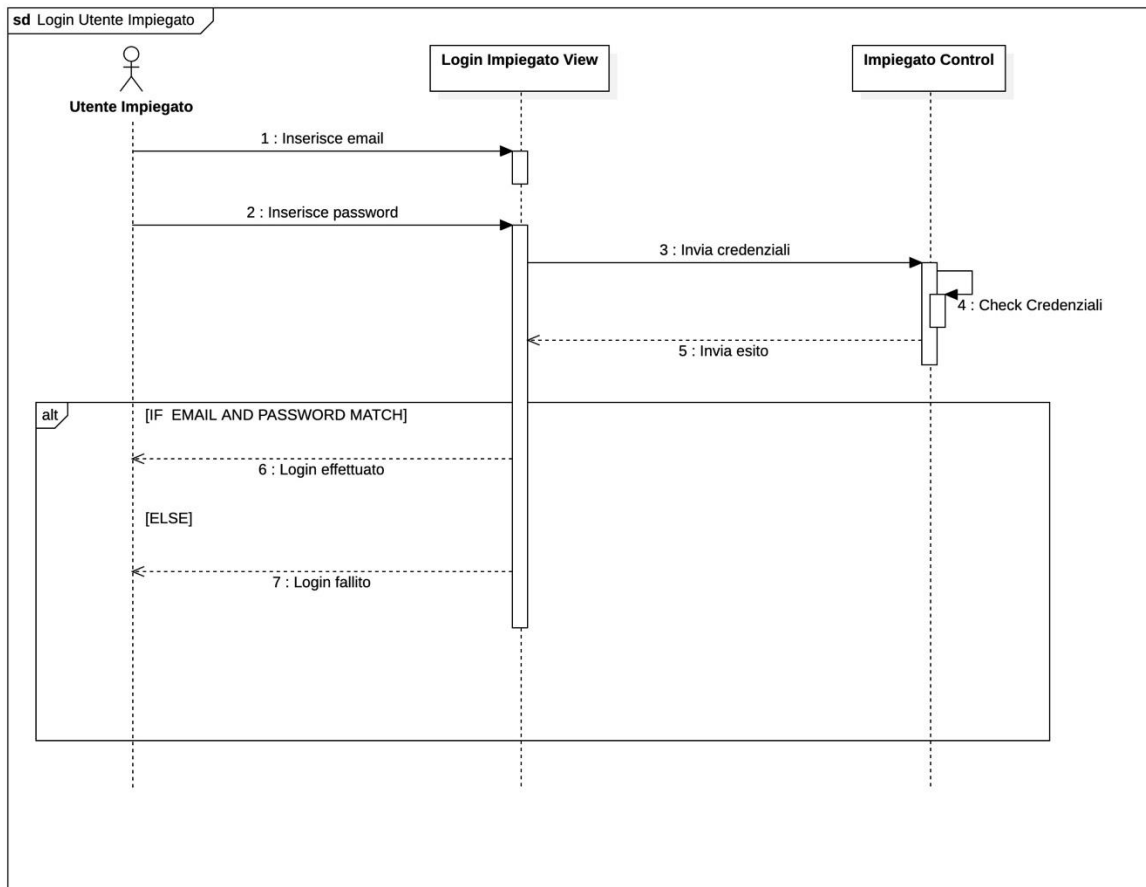 sd Login Utente Impiegato
Login Impiegato View
Impiegato Control
Utente Impiegato
1 : Inserisce email
2 : Inserisce password
3 : Invia credenziali
4 : Check Credenziali
5 : Invia esito
alt
[IF  EMAIL AND PASSWORD MATCH]
6 : Login effettuato
[ELSE]
7 : Login fallito